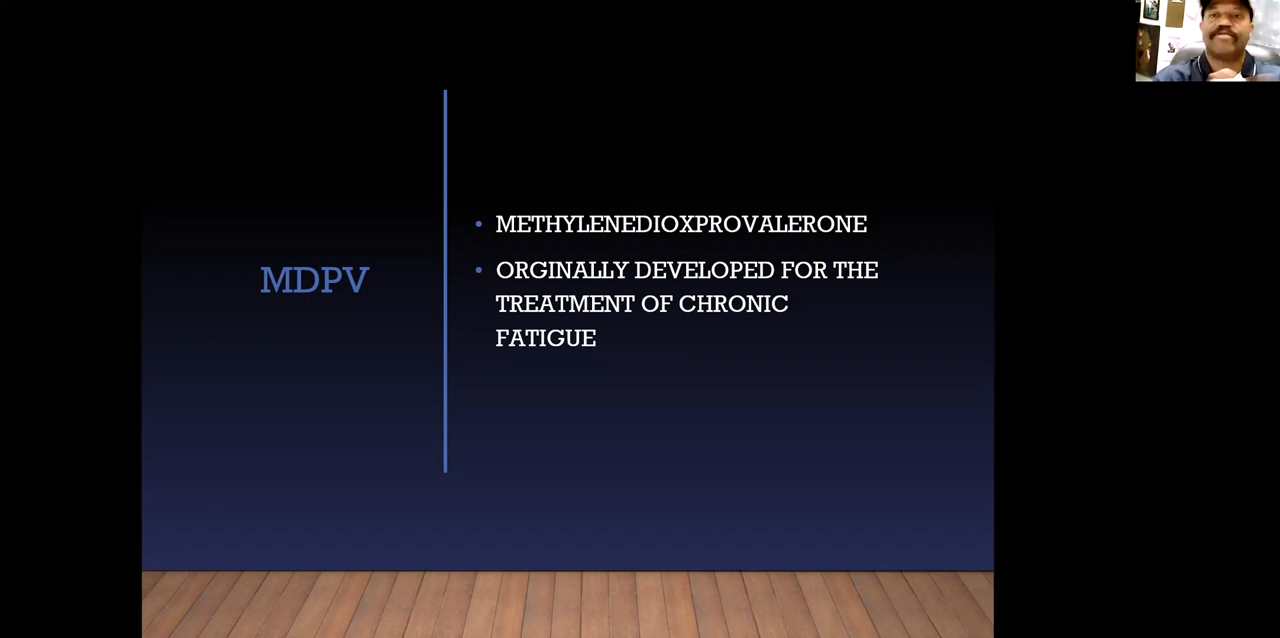 MDPV
METHYLENEDIOXPROVALERONE
ORGINALLY DEVELOPED FOR THE
TREATMENT OF CHRONIC
FATIGUE